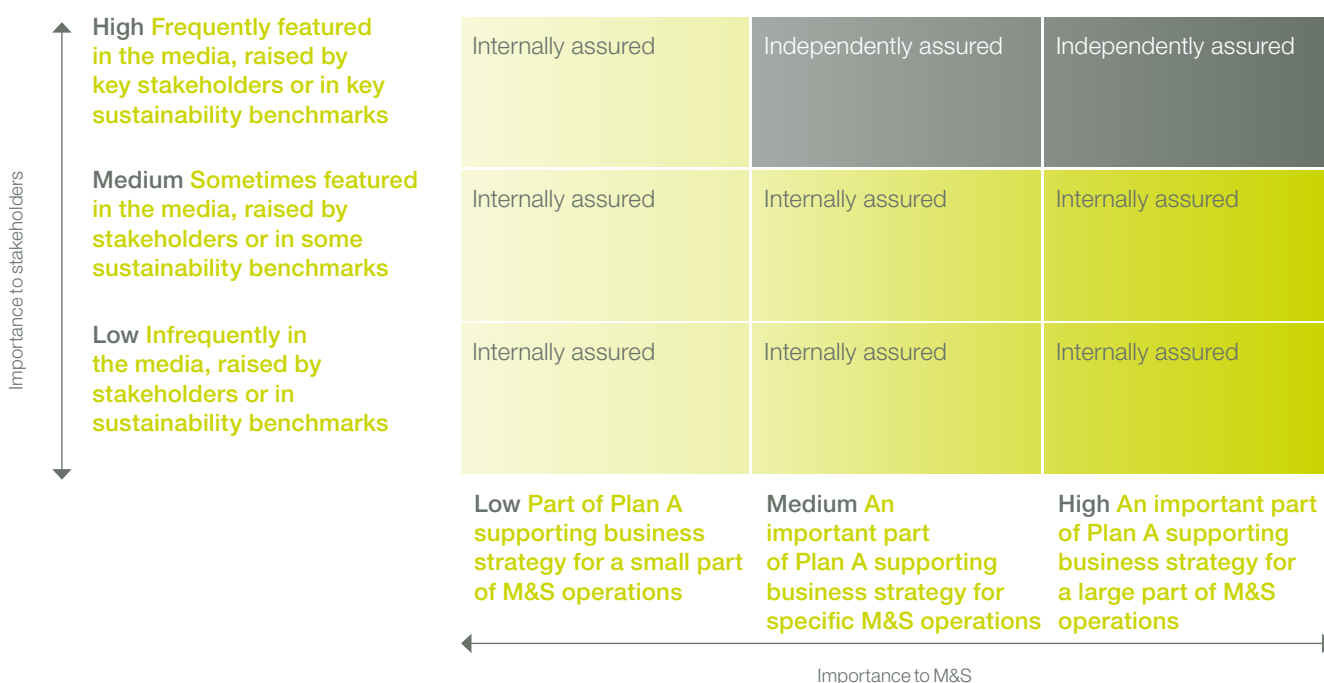 High Frequently featured
in the media, raised by
key stakeholders or in key
sustainability benchmarks
Internally assured
Independently assured
Independently assured
Importance to stakeholders
Medium Sometimes featured
in the media, raised by
stakeholders or in some
sustainability benchmarks
Internally assured
Internally assured
Internally assured
Low Infrequently in
the media, raised by
stakeholders or in
sustainability benchmarks
Internally assured
Internally assured
Internally assured
Low Part of Plan A
supporting business
strategy for a small part
of M&S operations
Medium An
important part
of Plan A supporting
business strategy for
specific M&S operations
High An important part
of Plan A supporting
business strategy for
a large part of M&S
operations
Importance to M&S